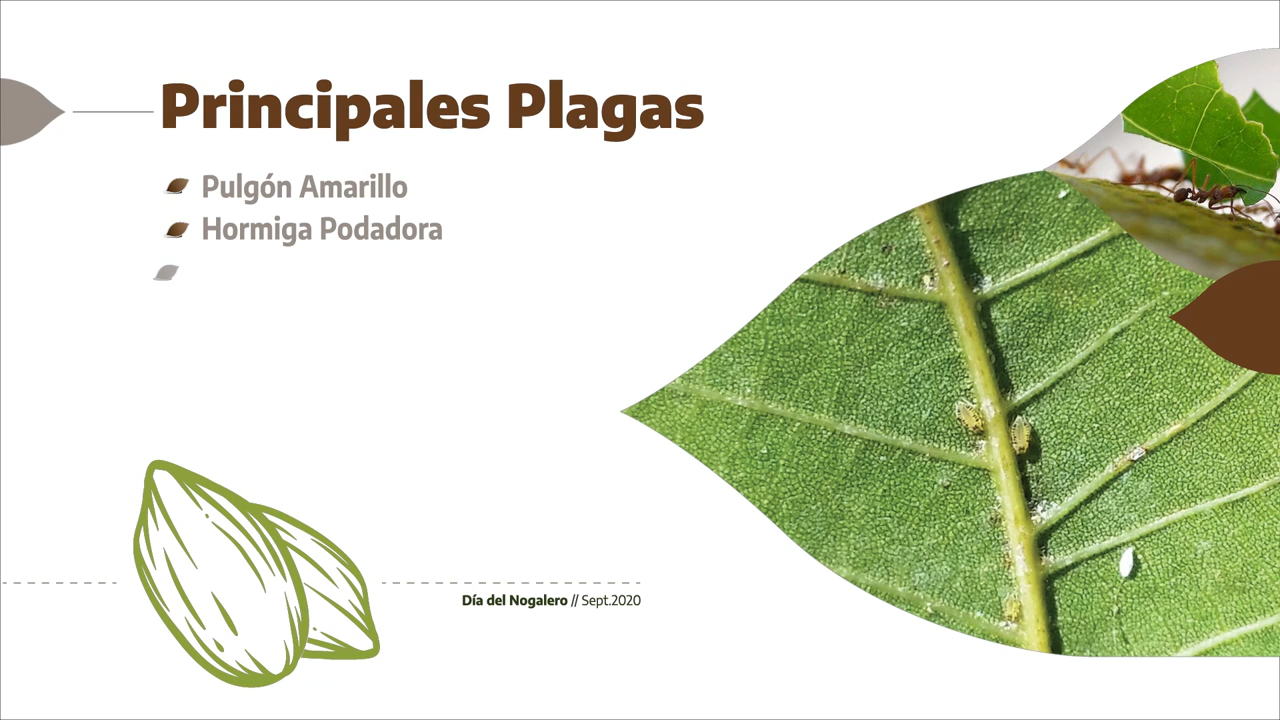 Principales Plagas
Pulgón Amarillo
Hormiga Podadora
Día del Nogalero // Sept.2020